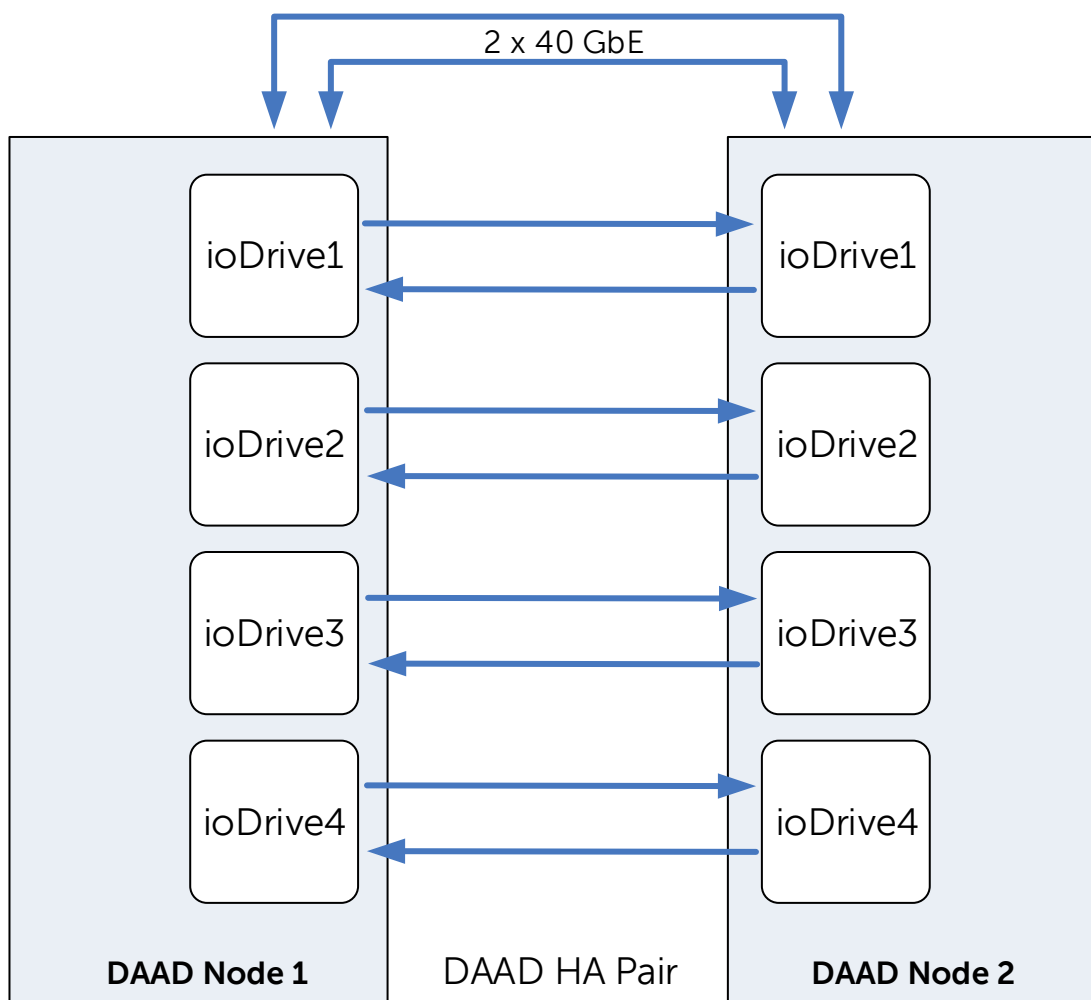 2 x 40 GbE
ioDrive1 ioDrive1
ioDrive2 ioDrive2
ioDrive3 ioDrive3
ioDrive4 ioDrive4
DAAD Node 1 DAAD HA Pair DAAD Node 2